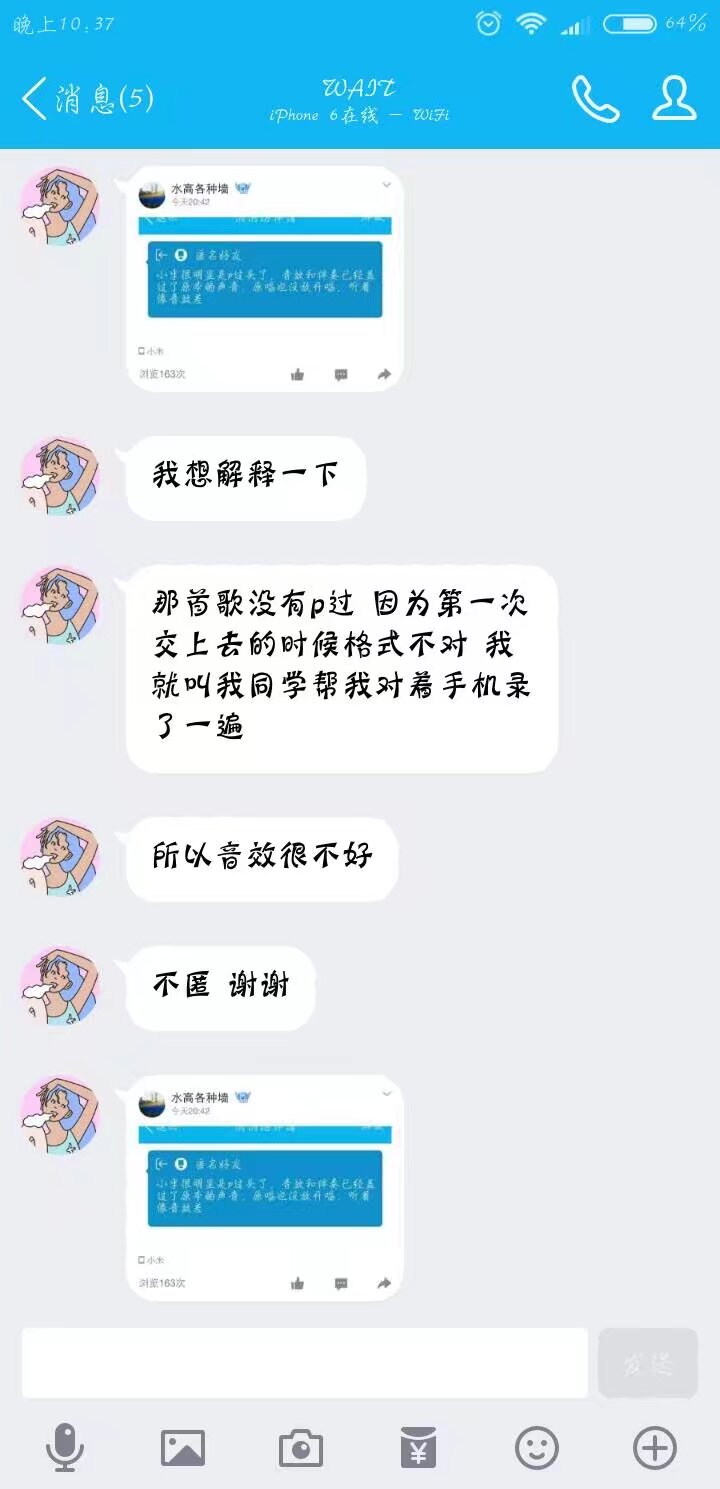 晚上10:37
64%
消息(5)
WAIT
iPhone 6在线 - WiFi
水高各种墙
今天20:42
匿名好友
小米
浏览163次
我想解释一下
那首歌没有p过 因为第一次
交上去的时候格式不对 我
就叫我同学帮我对着手机录
了一遍
所以音效很不好
不匿 谢谢
水高各种墙
今天20:42
匿名好友
小米
浏览163次
发送